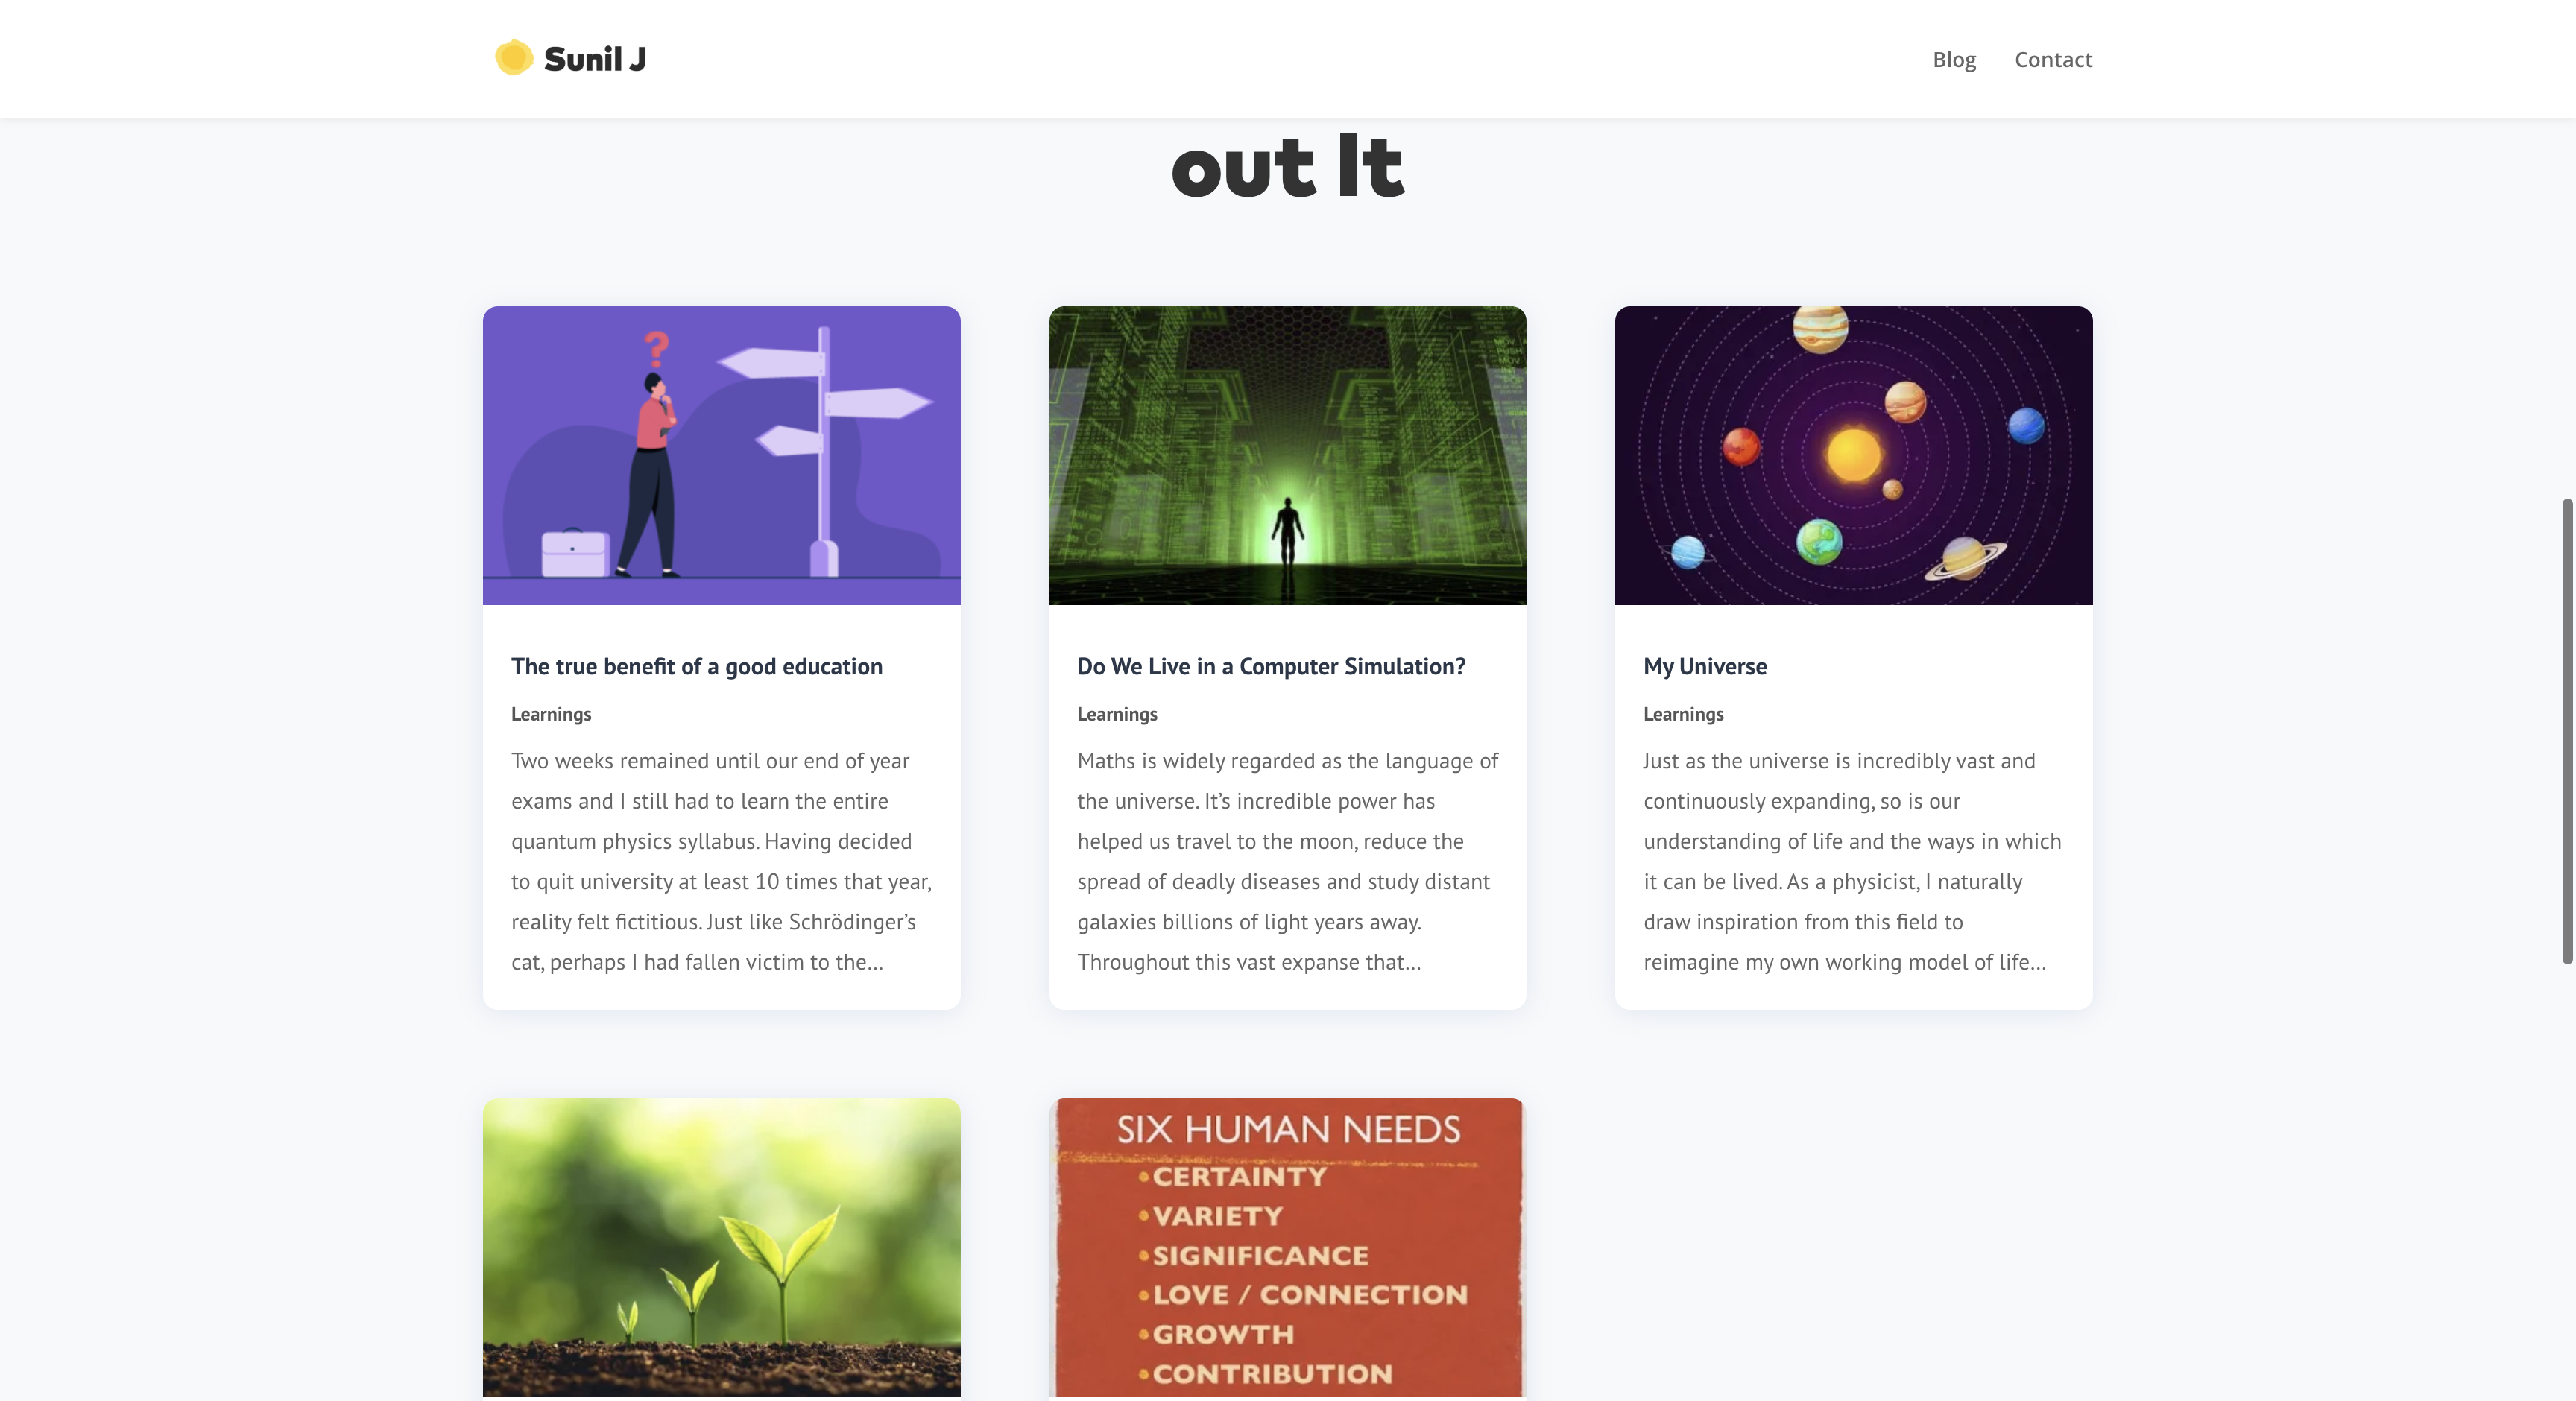 Sunil J
Blog
Contact
out It
?
The true benefit of a good education
Learnings
Two weeks remained until our end of year
exams and I still had to learn the entire
quantum physics syllabus. Having decided
to quit university at least 10 times that year,
reality felt fictitious. Just like Schrödinger’s
cat, perhaps I had fallen victim to the...
MOV
PUSH
MOV
Do We Live in a Computer Simulation?
Learnings
Maths is widely regarded as the language of
the universe. It’s incredible power has
helped us travel to the moon, reduce the
spread of deadly diseases and study distant
galaxies billions of light years away.
Throughout this vast expanse that...
My Universe
Learnings
Just as the universe is incredibly vast and
continuously expanding, so is our
understanding of life and the ways in which
it can be lived. As a physicist, I naturally
draw inspiration from this field to
reimagine my own working model of life...
SIX HUMAN NEEDS
• CERTAINTY
• VARIETY
• SIGNIFICANCE
• LOVE / CONNECTION
• GROWTH
• CONTRIBUTION